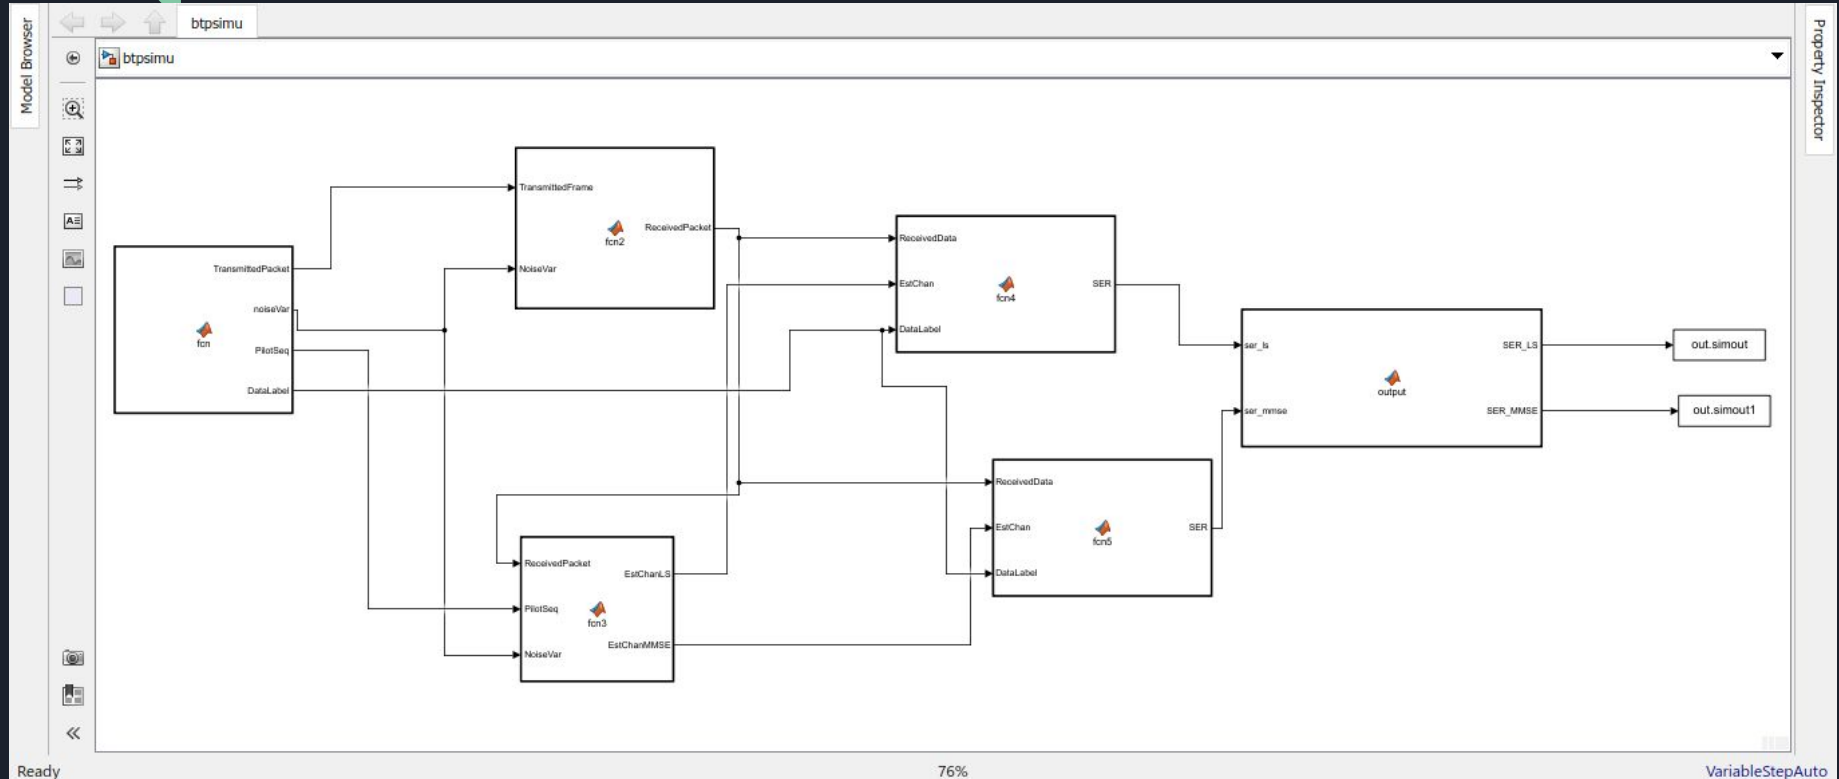 Model Browser
btpsimu
btpsimu
Property Inspector
TransmittedPacket
noiseVar
PilotSeq
DataLabel
fcn
TransmittedFrame
NoiseVar
ReceivedPacket
fcn2
ReceivedData
EstChan
DataLabel
SER
fcn4
ReceivedPacket
PilotSeq
NoiseVar
EstChanLS
EstChanMMSE
fcn3
ReceivedData
EstChan
DataLabel
SER
fcn5
ser_ls
ser_mmse
SER_LS
SER_MMSE
output
out.simout
out.simout1
Ready
76%
VariableStepAuto